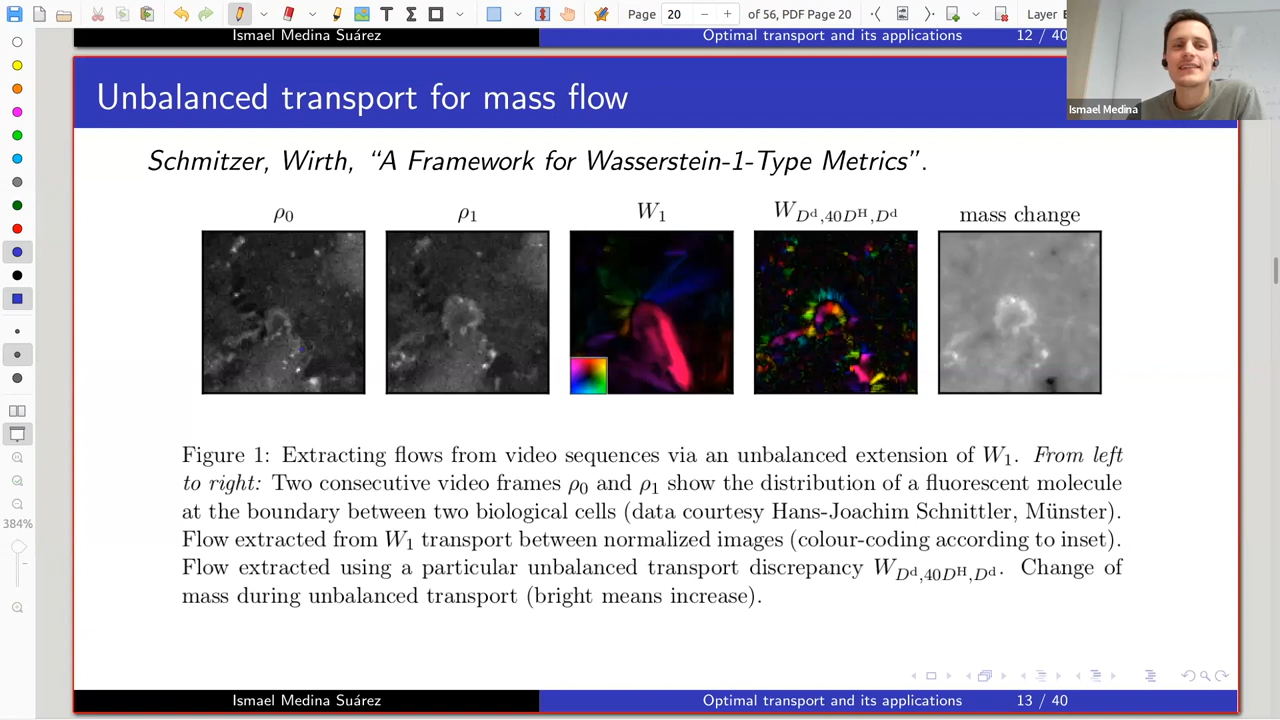 Page 20 of 56, PDF Page 20 Layer
Ismael Medina Suárez Optimal transport and its applications 12 / 40
Unbalanced transport for mass flow
Ismael Medina
Schmitzer, Wirth, “A Framework for Wasserstein-1-Type Metrics”.
ρ0 ρ1 W1 W_{D^d,40D^H,D^d} mass change
Figure 1: Extracting flows from video sequences via an unbalanced extension of W1. From left
to right: Two consecutive video frames ρ0 and ρ1 show the distribution of a fluorescent molecule
at the boundary between two biological cells (data courtesy Hans-Joachim Schnittler, Münster).
Flow extracted from W1 transport between normalized images (colour-coding according to inset).
Flow extracted using a particular unbalanced transport discrepancy W_{D^d,40D^H,D^d}. Change of
mass during unbalanced transport (bright means increase).
384%
Ismael Medina Suárez Optimal transport and its applications 13 / 40